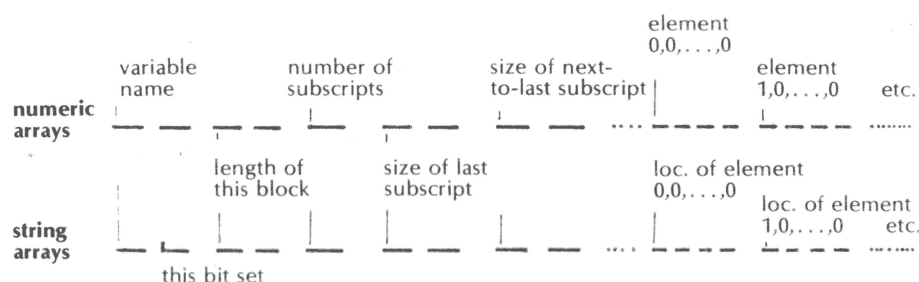 element
0,0,...,0
variable
name
number of
subscripts
size of next-
to-last subscript
element
1,0,...,0 etc.
numeric
arrays
length of
this block
size of last
subscript
loc. of element
0,0,...,0
loc. of element
1,0,...,0 etc.
string
arrays
this bit set